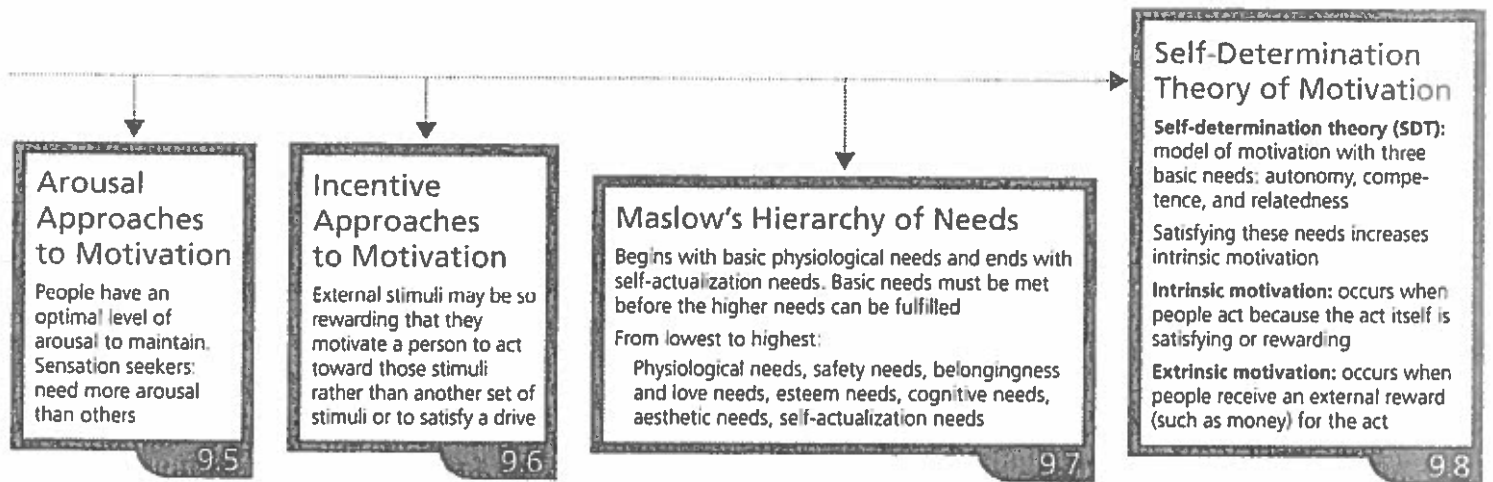 Arousal
Approaches
to Motivation
People have an
optimal level of
arousal to maintain.
Sensation seekers:
need more arousal
than others
9.5
Incentive
Approaches
to Motivation
External stimuli may be so
rewarding that they
motivate a person to act
toward those stimuli
rather than another set of
stimuli or to satisfy a drive
9.6
Maslow's Hierarchy of Needs
Begins with basic physiological needs and ends with
self-actualization needs. Basic needs must be met
before the higher needs can be fulfilled
From lowest to highest:
Physiological needs, safety needs, belongingness
and love needs, esteem needs, cognitive needs,
aesthetic needs, self-actualization needs
9.7
Self-Determination
Theory of Motivation
Self-determination theory (SDT):
model of motivation with three
basic needs: autonomy, compe-
tence, and relatedness
Satisfying these needs increases
intrinsic motivation
Intrinsic motivation: occurs when
people act because the act itself is
satisfying or rewarding
Extrinsic motivation: occurs when
people receive an external reward
(such as money) for the act
9.8